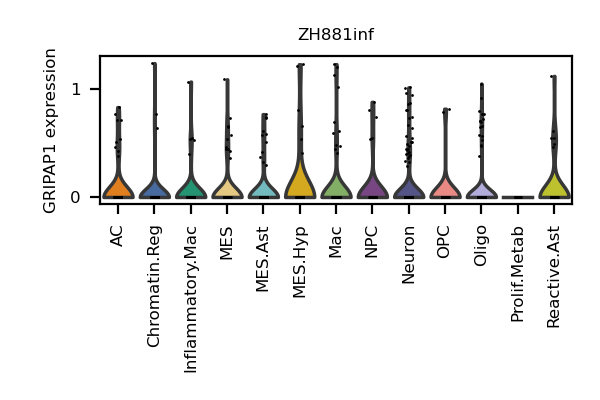 ZH881inf
GRIPAP1 expression
1
0
AC
Chromatin.Reg
Inflammatory.Mac
MES
MES.Ast
MES.Hyp
Mac
NPC
Neuron
OPC
Oligo
Prolif.Metab
Reactive.Ast